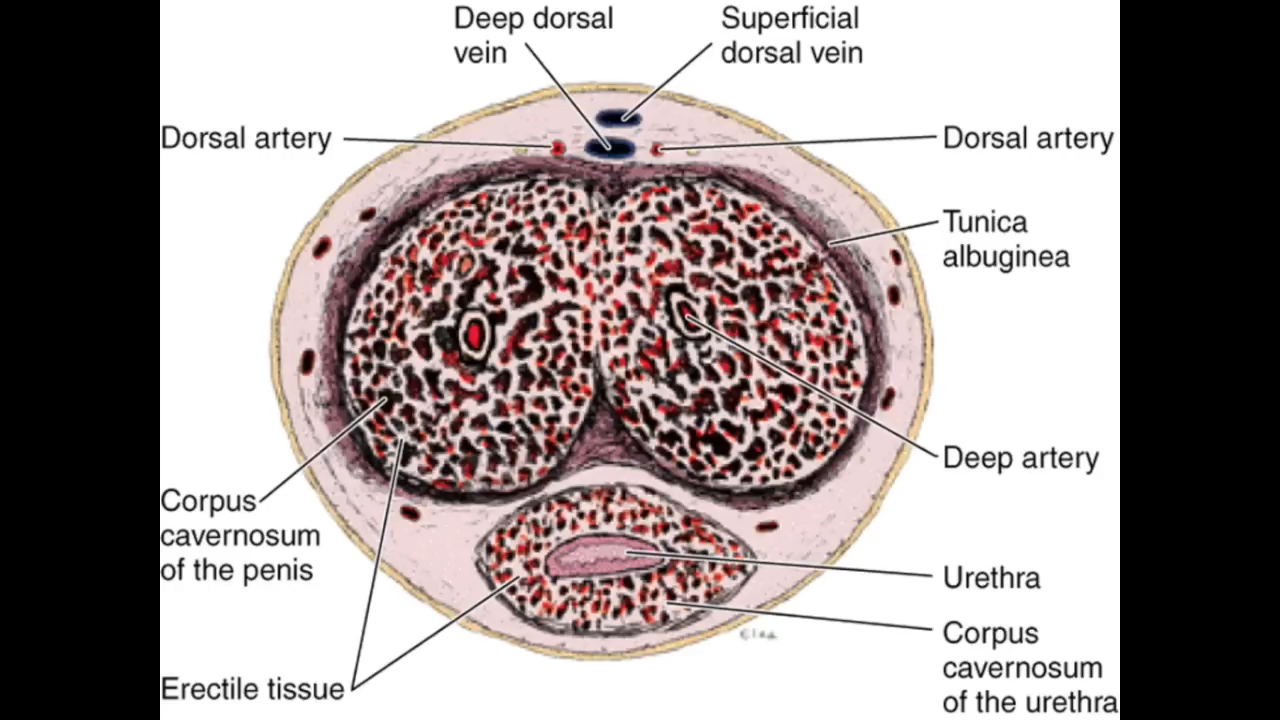 Deep dorsal
vein
Superficial
dorsal vein
Dorsal artery
Dorsal artery
Tunica
albuginea
Deep artery
Corpus
cavernosum
of the penis
Urethra
Corpus
cavernosum
of the urethra
Erectile tissue